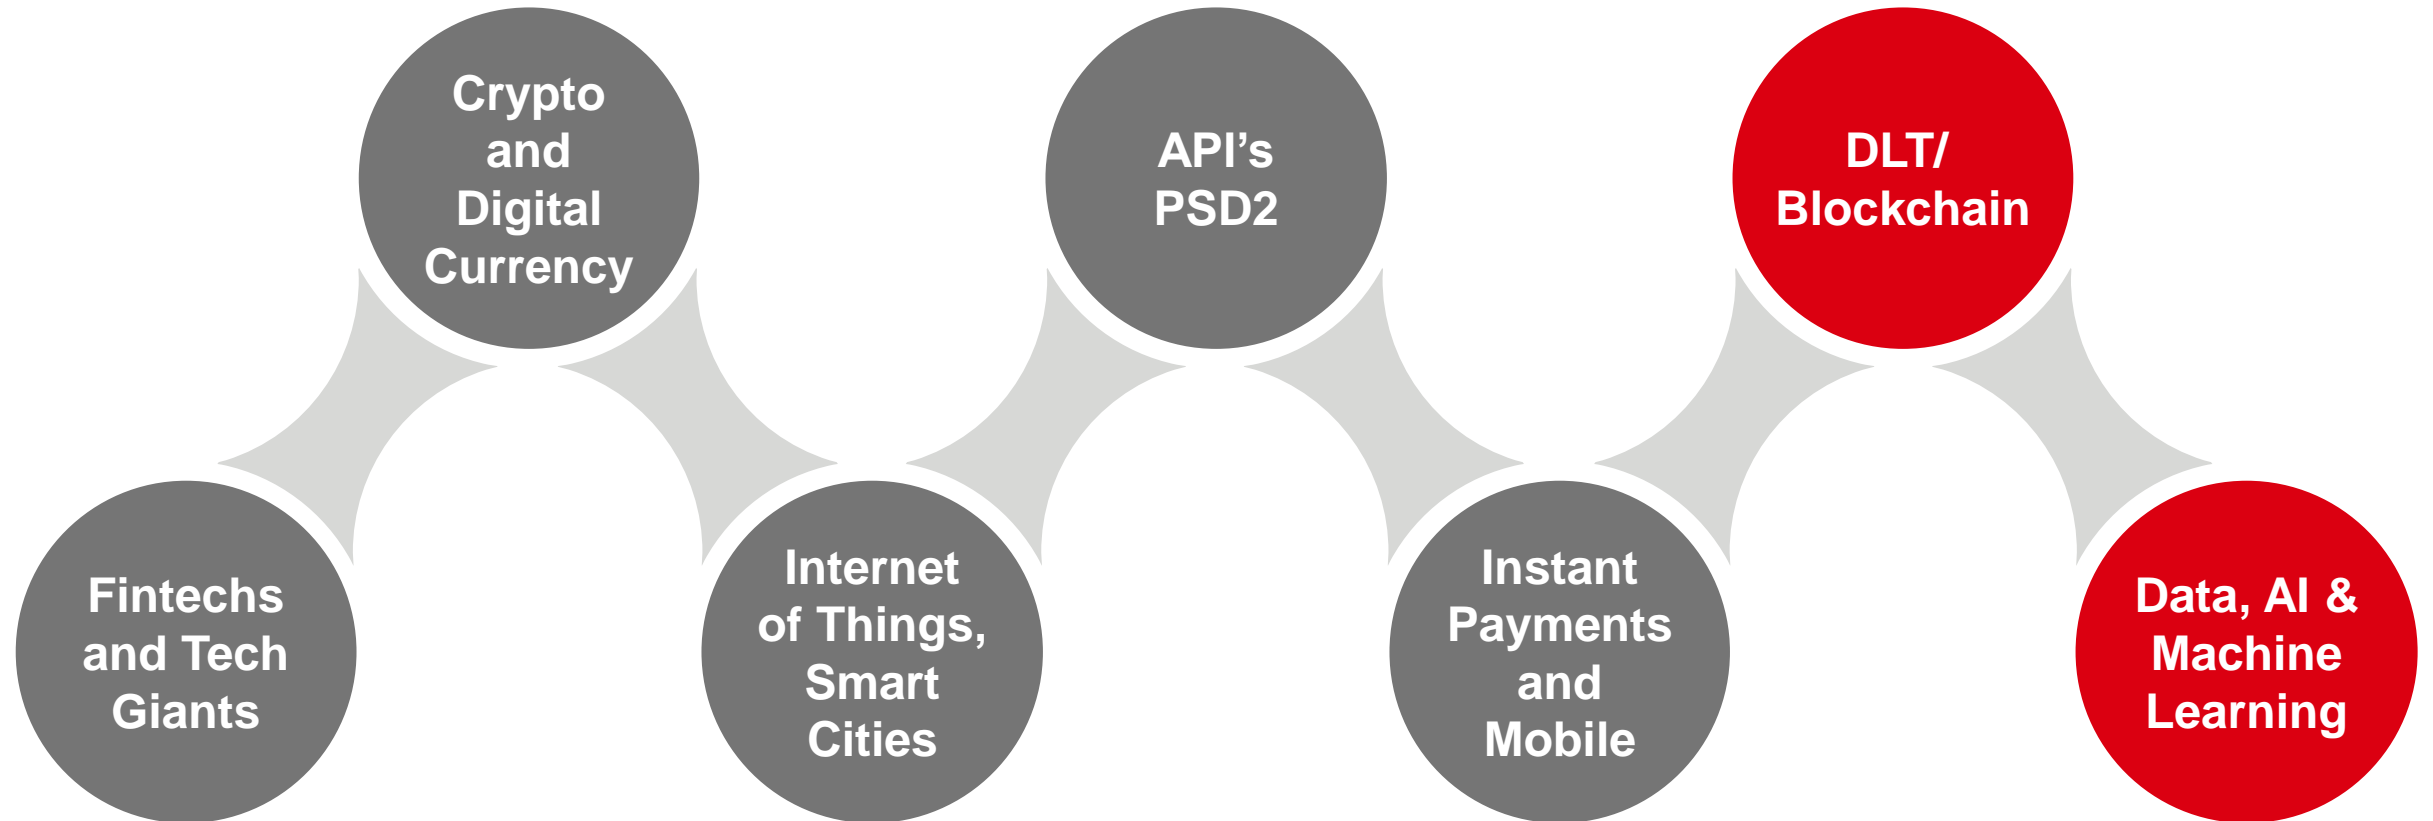 Crypto
and
Digital
Currency
API’s
PSD2
DLT/
Blockchain
Fintechs
and Tech
Giants
Internet
of Things,
Smart
Cities
Instant
Payments
and
Mobile
Data, AI &
Machine
Learning